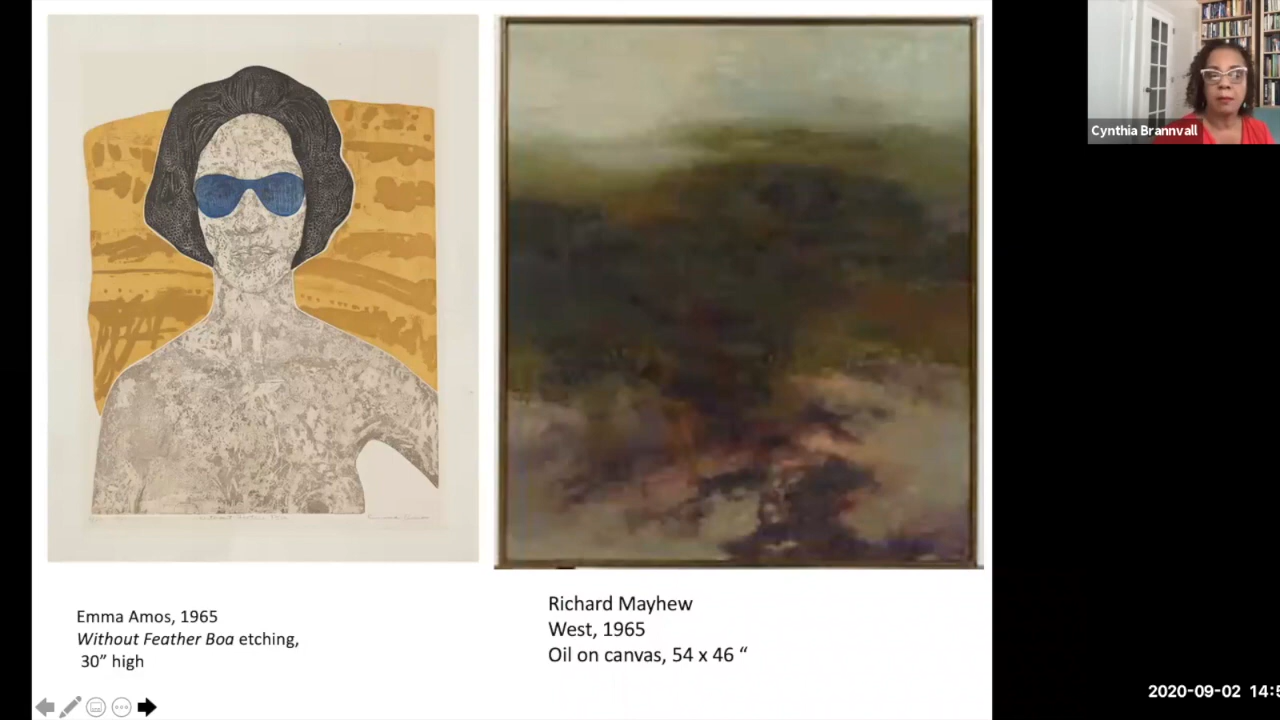 Cynthia Brannvall
Emma Amos, 1965
Without Feather Boa etching,
30” high
Richard Mayhew
West, 1965
Oil on canvas, 54 x 46 “
2020-09-02 14:5